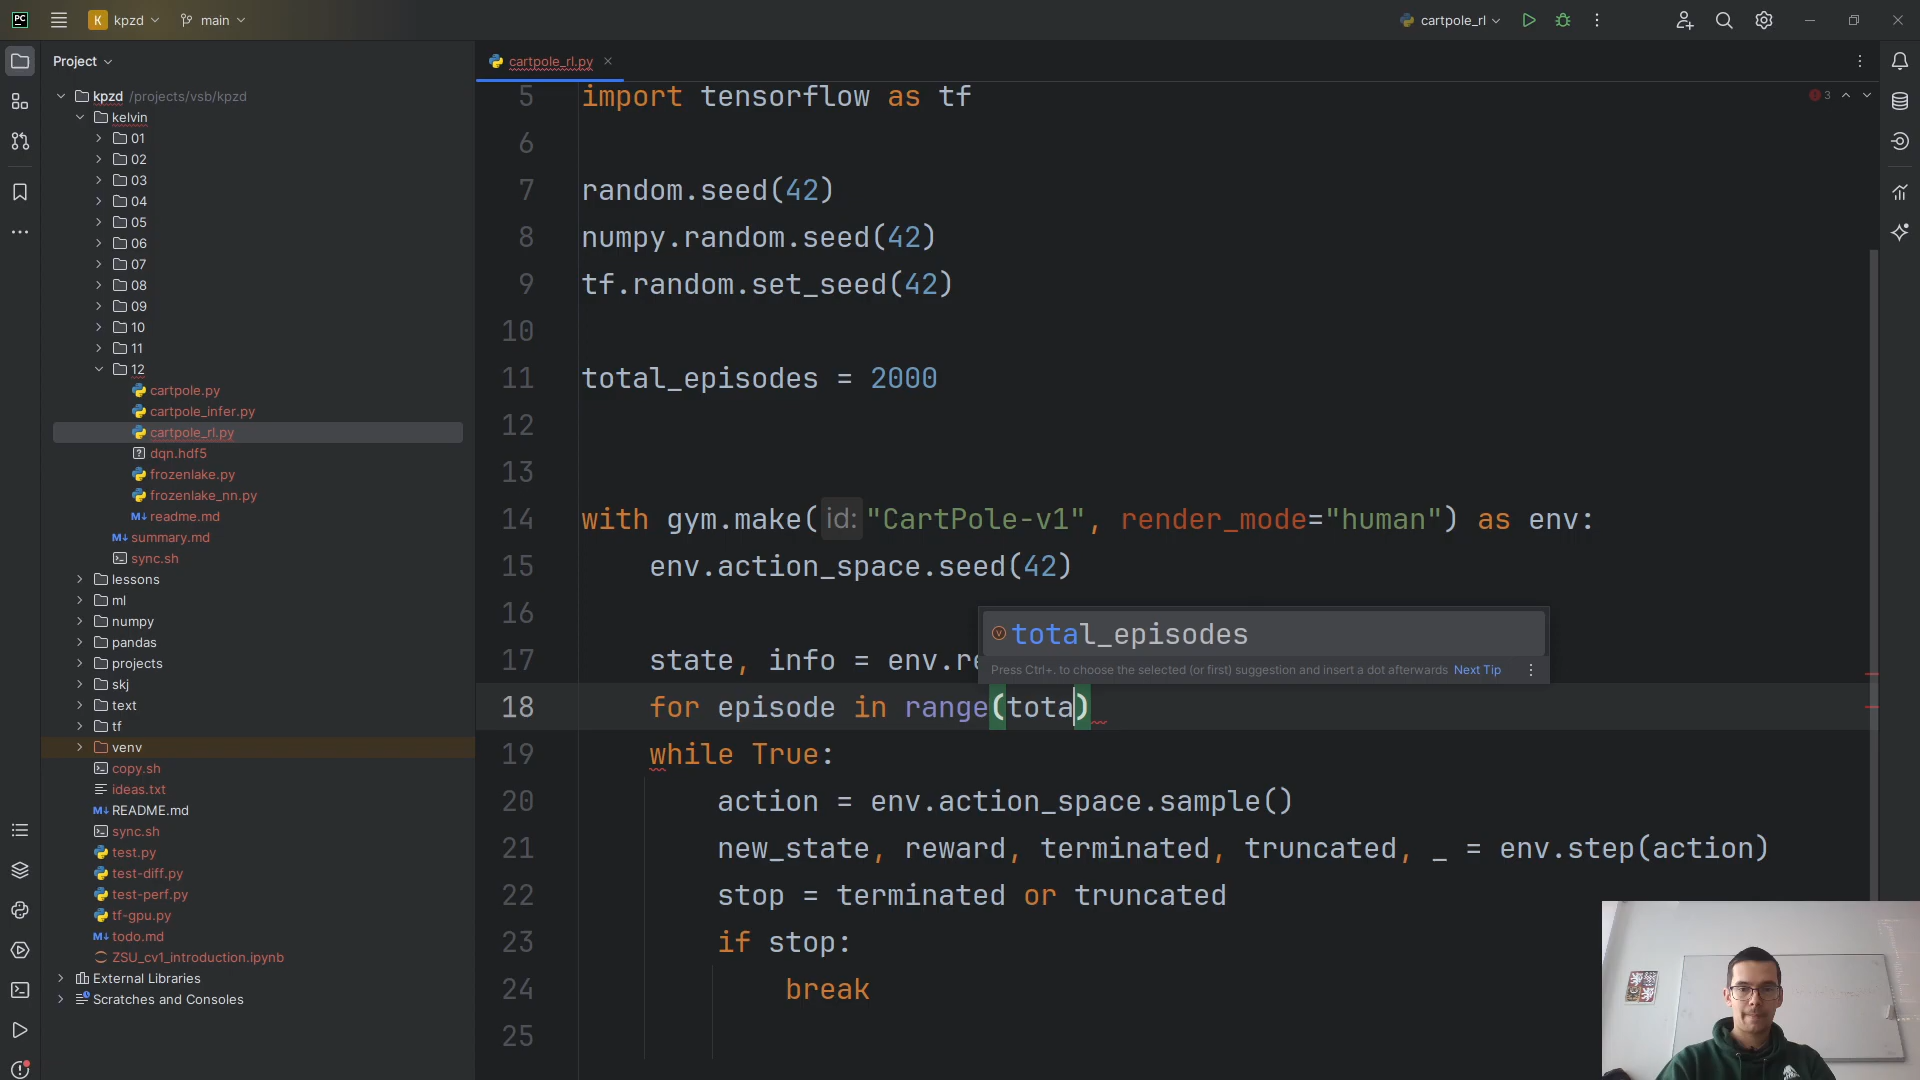 PC
K kpzd
main
cartpole_rl
Project
cartpole_rl.py
kpzd /projects/vsb/kpzd
kelvin
01
02
03
04
05
06
07
08
09
10
11
12
cartpole.py
cartpole_infer.py
cartpole_rl.py
dqn.hdf5
frozenlake.py
frozenlake_nn.py
readme.md
summary.md
sync.sh
lessons
ml
numpy
pandas
projects
skj
text
tf
venv
copy.sh
ideas.txt
README.md
sync.sh
test.py
test-diff.py
test-perf.py
tf-gpu.py
todo.md
ZSU_cv1_introduction.ipynb
External Libraries
Scratches and Consoles
3
5 import tensorflow as tf
6
7 random.seed(42)
8 numpy.random.seed(42)
9 tf.random.set_seed(42)
10
11 total_episodes = 2000
12
13
14 with gym.make(id: "CartPole-v1", render_mode="human") as env:
15 env.action_space.seed(42)
16
total_episodes
Press Ctrl+. to choose the selected (or first) suggestion and insert a dot afterwards Next Tip
17 state, info = env.re
18 for episode in range(tota)
19 while True:
20 action = env.action_space.sample()
21 new_state, reward, terminated, truncated, _ = env.step(action)
22 stop = terminated or truncated
23 if stop:
24 break
25